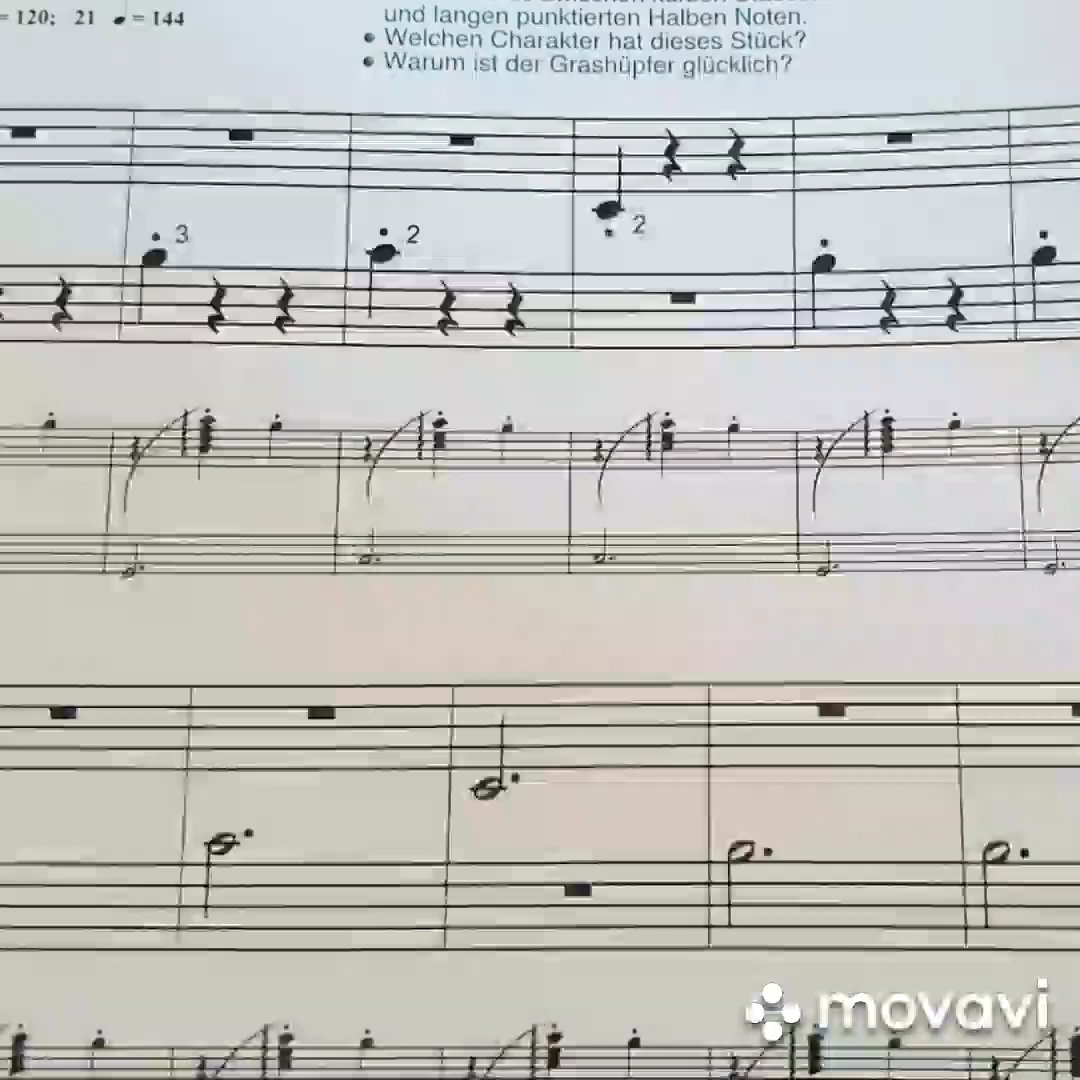 = 120; 21 ♩ = 144
und langen punktierten Halben Noten.
• Welchen Charakter hat dieses Stück?
• Warum ist der Grashüpfer glücklich?
3
2
2
movavi